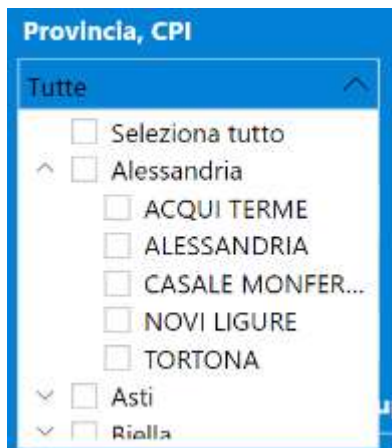 Provincia, CPI
Tutte
Seleziona tutto
Alessandria
ACQUI TERME
ALESSANDRIA
CASALE MONFER...
NOVI LIGURE
TORTONA
Asti
Biella